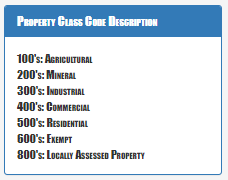 Property Class Code Description
100's: Agricultural
200's: Mineral
300's: Industrial
400's: Commercial
500's: Residential
600's: Exempt
800's: Locally Assessed Property